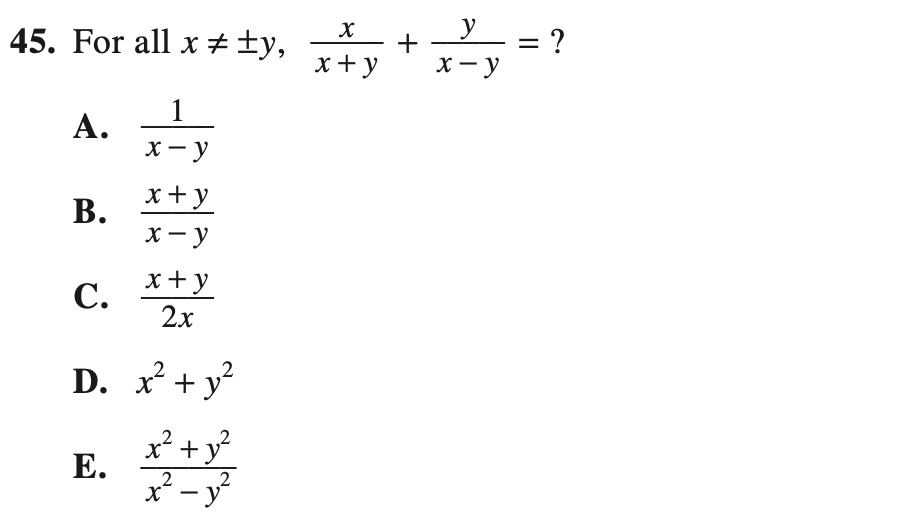 45. For all x ≠ ±y, x/(x + y) + y/(x − y) = ?
A. 1/(x − y)
B. (x + y)/(x − y)
C. (x + y)/2x
D. x² + y²
E. (x² + y²)/(x² − y²)